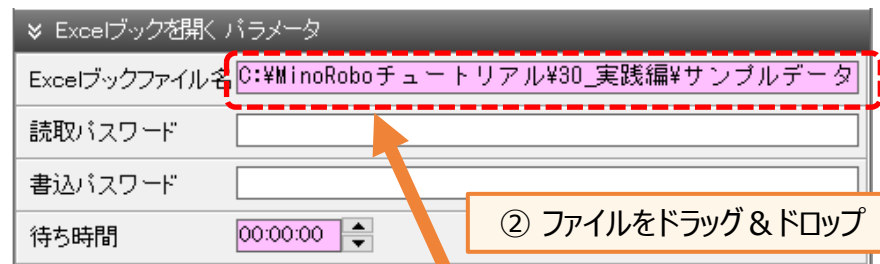 Excelブックを開く パラメータ
Excelブックファイル名 C:¥MinoRoboチュートリアル¥30_実践編¥サンプルデータ
読取パスワード
書込パスワード
待ち時間 00:00:00
② ファイルをドラッグ＆ドロップ